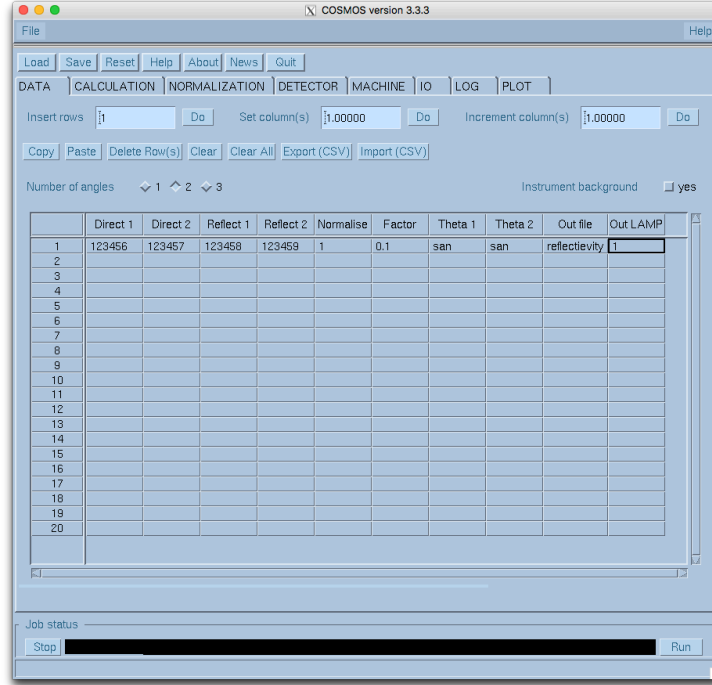 COSMOS version 3.3.3
File Help
Load Save Reset Help About News Quit
DATA CALCULATION NORMALIZATION DETECTOR MACHINE IO LOG PLOT
Insert rows 1 Do Set column(s) 1.00000 Do Increment column(s) 1.00000 Do
Copy Paste Delete Row(s) Clear Clear All Export (CSV) Import (CSV)
Number of angles 1 2 3 Instrument background yes
Direct 1 Direct 2 Reflect 1 Reflect 2 Normalise Factor Theta 1 Theta 2 Out file Out LAMP
1 123456 123457 123458 123459 1 0.1 san san reflectievity 1
2
3
4
5
6
7
8
9
10
11
12
13
14
15
16
17
18
19
20
Job status
Stop Run